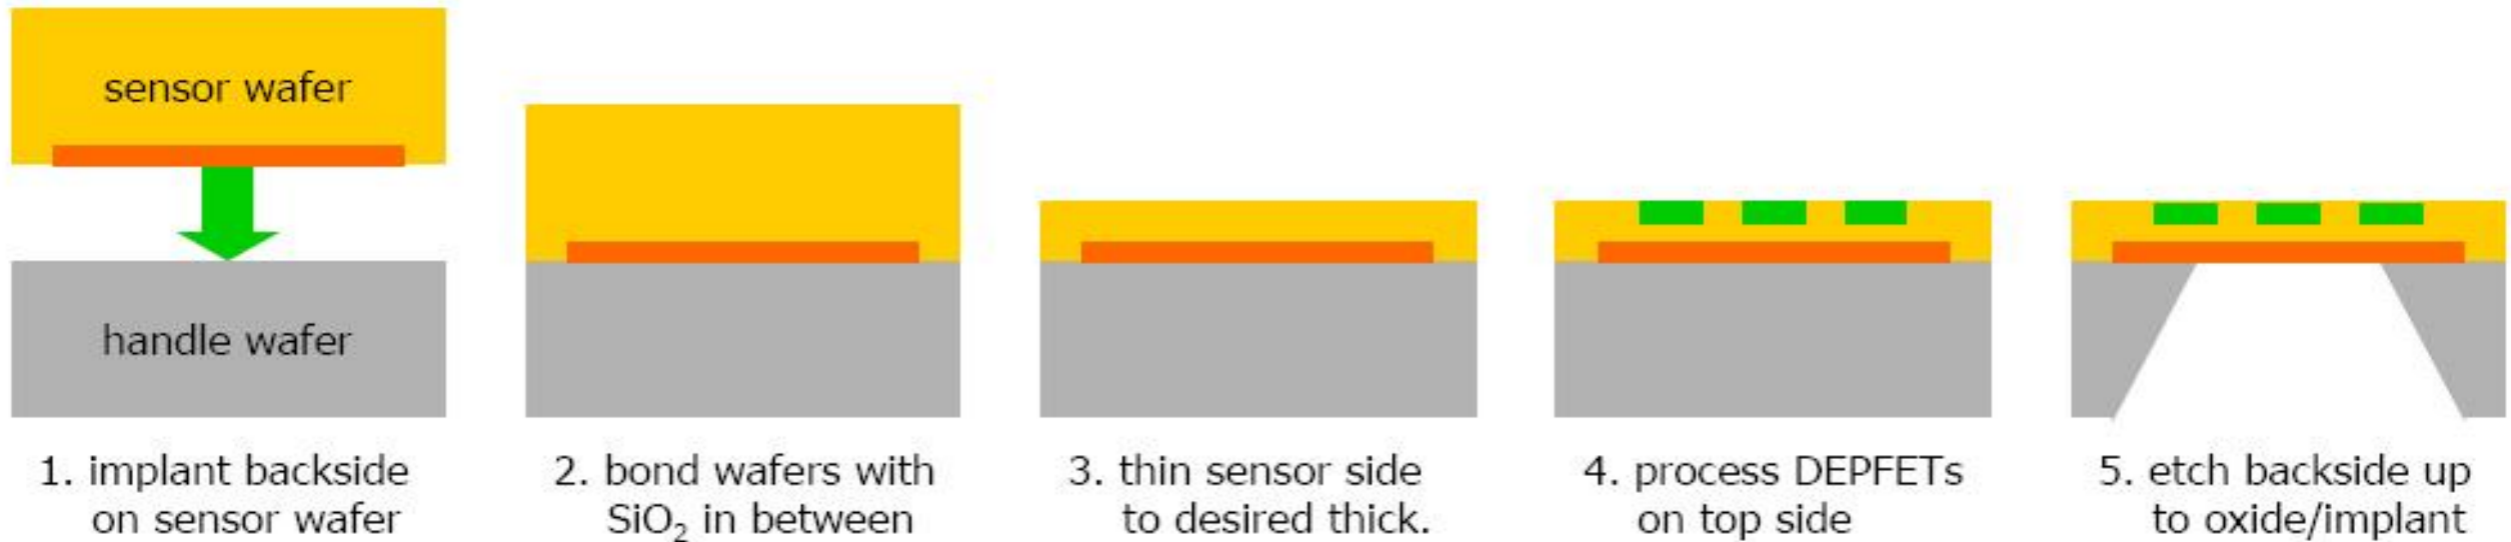 sensor wafer
handle wafer
1. implant backside
on sensor wafer
2. bond wafers with
SiO₂ in between
3. thin sensor side
to desired thick.
4. process DEPFETs
on top side
5. etch backside up
to oxide/implant